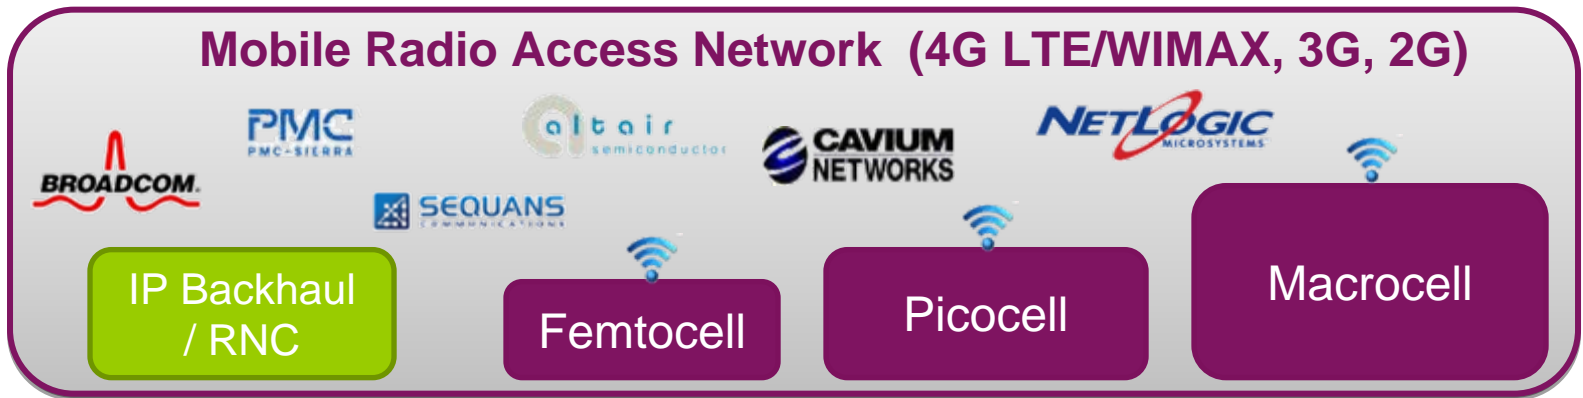 Mobile Radio Access Network (4G LTE/WIMAX, 3G, 2G)
BROADCOM.
PMC
PMC-SIERRA
altair
semiconductor
SEQUANS
COMMUNICATIONS
CAVIUM
NETWORKS
NETLOGIC
MICROSYSTEMS
IP Backhaul
/ RNC
Femtocell
Picocell
Macrocell